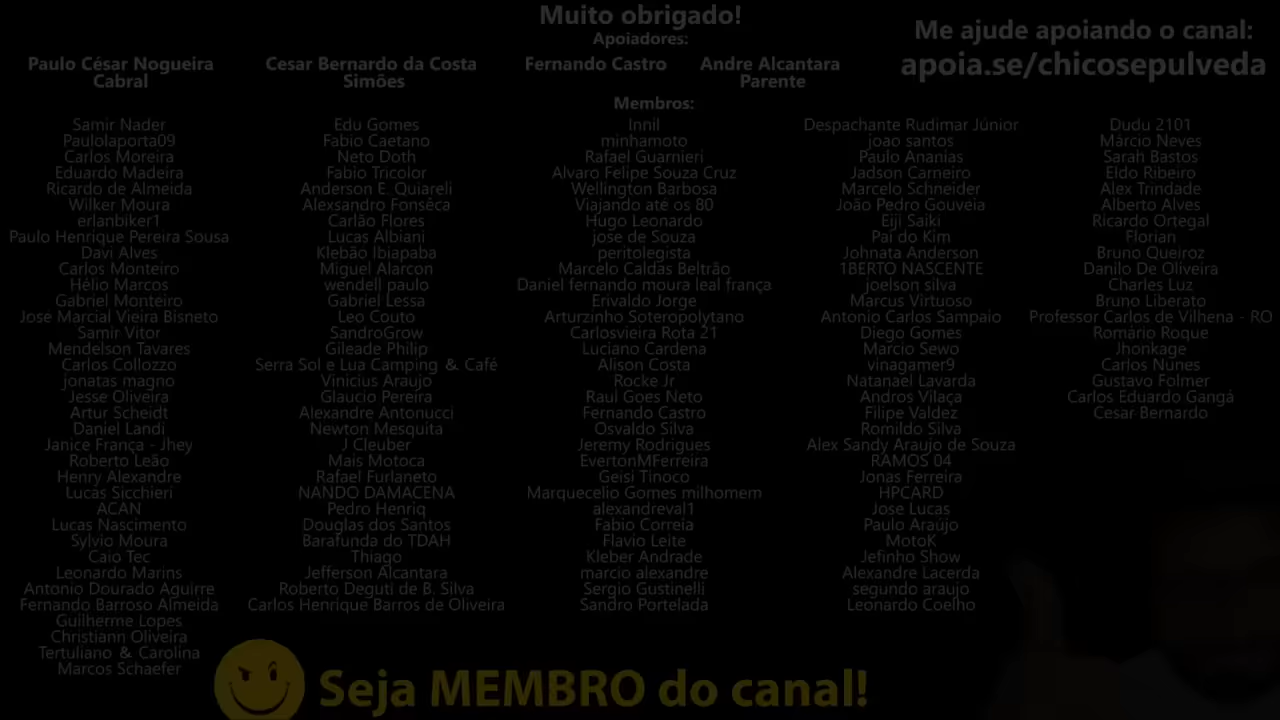 Muito obrigado!
Apoiadores:
Me ajude apoiando o canal:
apoia.se/chicosepulveda
Paulo César Nogueira
Cabral
Cesar Bernardo da Costa
Simões
Fernando Castro
Andre Alcantara
Parente
Membros:
Samir Nader
Paulolaporta09
Carlos Moreira
Eduardo Madeira
Ricardo de Almeida
Wilker Moura
erlanbiker1
Paulo Henrique Pereira Sousa
Davi Alves
Carlos Monteiro
Hélio Marcos
Gabriel Monteiro
Jose Marcial Vieira Bisneto
Samir Vitor
Mendelson Tavares
Carlos Collozzo
jonatas magno
Jesse Oliveira
Artur Scheidt
Daniel Landi
Janice França - Jhey
Roberto Leão
Henry Alexandre
Lucas Sicchieri
ACAN
Lucas Nascimento
Sylvio Moura
Caio Tec
Leonardo Marins
Antonio Dourado Aguirre
Fernando Barroso Almeida
Guilherme Lopes
Christiann Oliveira
Tertuliano & Carolina
Marcos Schaefer
Edu Gomes
Fabio Caetano
Neto Doth
Fabio Tricolor
Anderson E. Quiareli
Alexsandro Fonsêca
Carlão Flores
Lucas Albiani
Klebão Ibiapaba
Miguel Alarcon
wendell paulo
Gabriel Lessa
Leo Couto
SandroGrow
Gileade Philip
Serra Sol e Lua Camping & Café
Vinicius Araujo
Glaucio Pereira
Alexandre Antonucci
Newton Mesquita
J Cleuber
Mais Motoca
Rafael Furlaneto
NANDO DAMACENA
Pedro Henriq
Douglas dos Santos
Barafunda do TDAH
Thiago
Jefferson Alcantara
Roberto Deguti de B. Silva
Carlos Henrique Barros de Oliveira
Innil
minhamoto
Rafael Guarnieri
Alvaro Felipe Souza Cruz
Wellington Barbosa
Viajando até os 80
Hugo Leonardo
jose de Souza
peritolegista
Marcelo Caldas Beltrão
Daniel fernando moura leal frança
Erivaldo Jorge
Arturzinho Soteropolytano
Carlosvieira Rota 21
Luciano Cardena
Alison Costa
Rocke Jr
Raul Goes Neto
Fernando Castro
Osvaldo Silva
Jeremy Rodrigues
EvertonMFerreira
Geisi Tinoco
Marquecelio Gomes milhomem
alexandreval1
Fabio Correia
Flavio Leite
Kleber Andrade
marcio alexandre
Sergio Gustinelli
Sandro Portelada
Despachante Rudimar Júnior
joao santos
Paulo Ananias
Jadson Carneiro
Marcelo Schneider
João Pedro Gouveia
Eiji Saiki
Pai do Kim
Johnata Anderson
1BERTO NASCENTE
joelson silva
Marcus Virtuoso
Antonio Carlos Sampaio
Diego Gomes
Marcio Sewo
vinagamer9
Natanael Lavarda
Andros Vilaça
Filipe Valdez
Romildo Silva
Alex Sandy Araujo de Souza
RAMOS 04
Jonas Ferreira
HPCARD
Jose Lucas
Paulo Araújo
MotoK
Jefinho Show
Alexandre Lacerda
segundo araujo
Leonardo Coelho
Dudu 2101
Márcio Neves
Sarah Bastos
Eldo Ribeiro
Alex Trindade
Alberto Alves
Ricardo Ortegal
Florian
Bruno Queiroz
Danilo De Oliveira
Charles Luz
Bruno Liberato
Professor Carlos de Vilhena - RO
Romário Roque
Jhonkage
Carlos Nunes
Gustavo Folmer
Carlos Eduardo Gangá
Cesar Bernardo
Seja MEMBRO do canal!